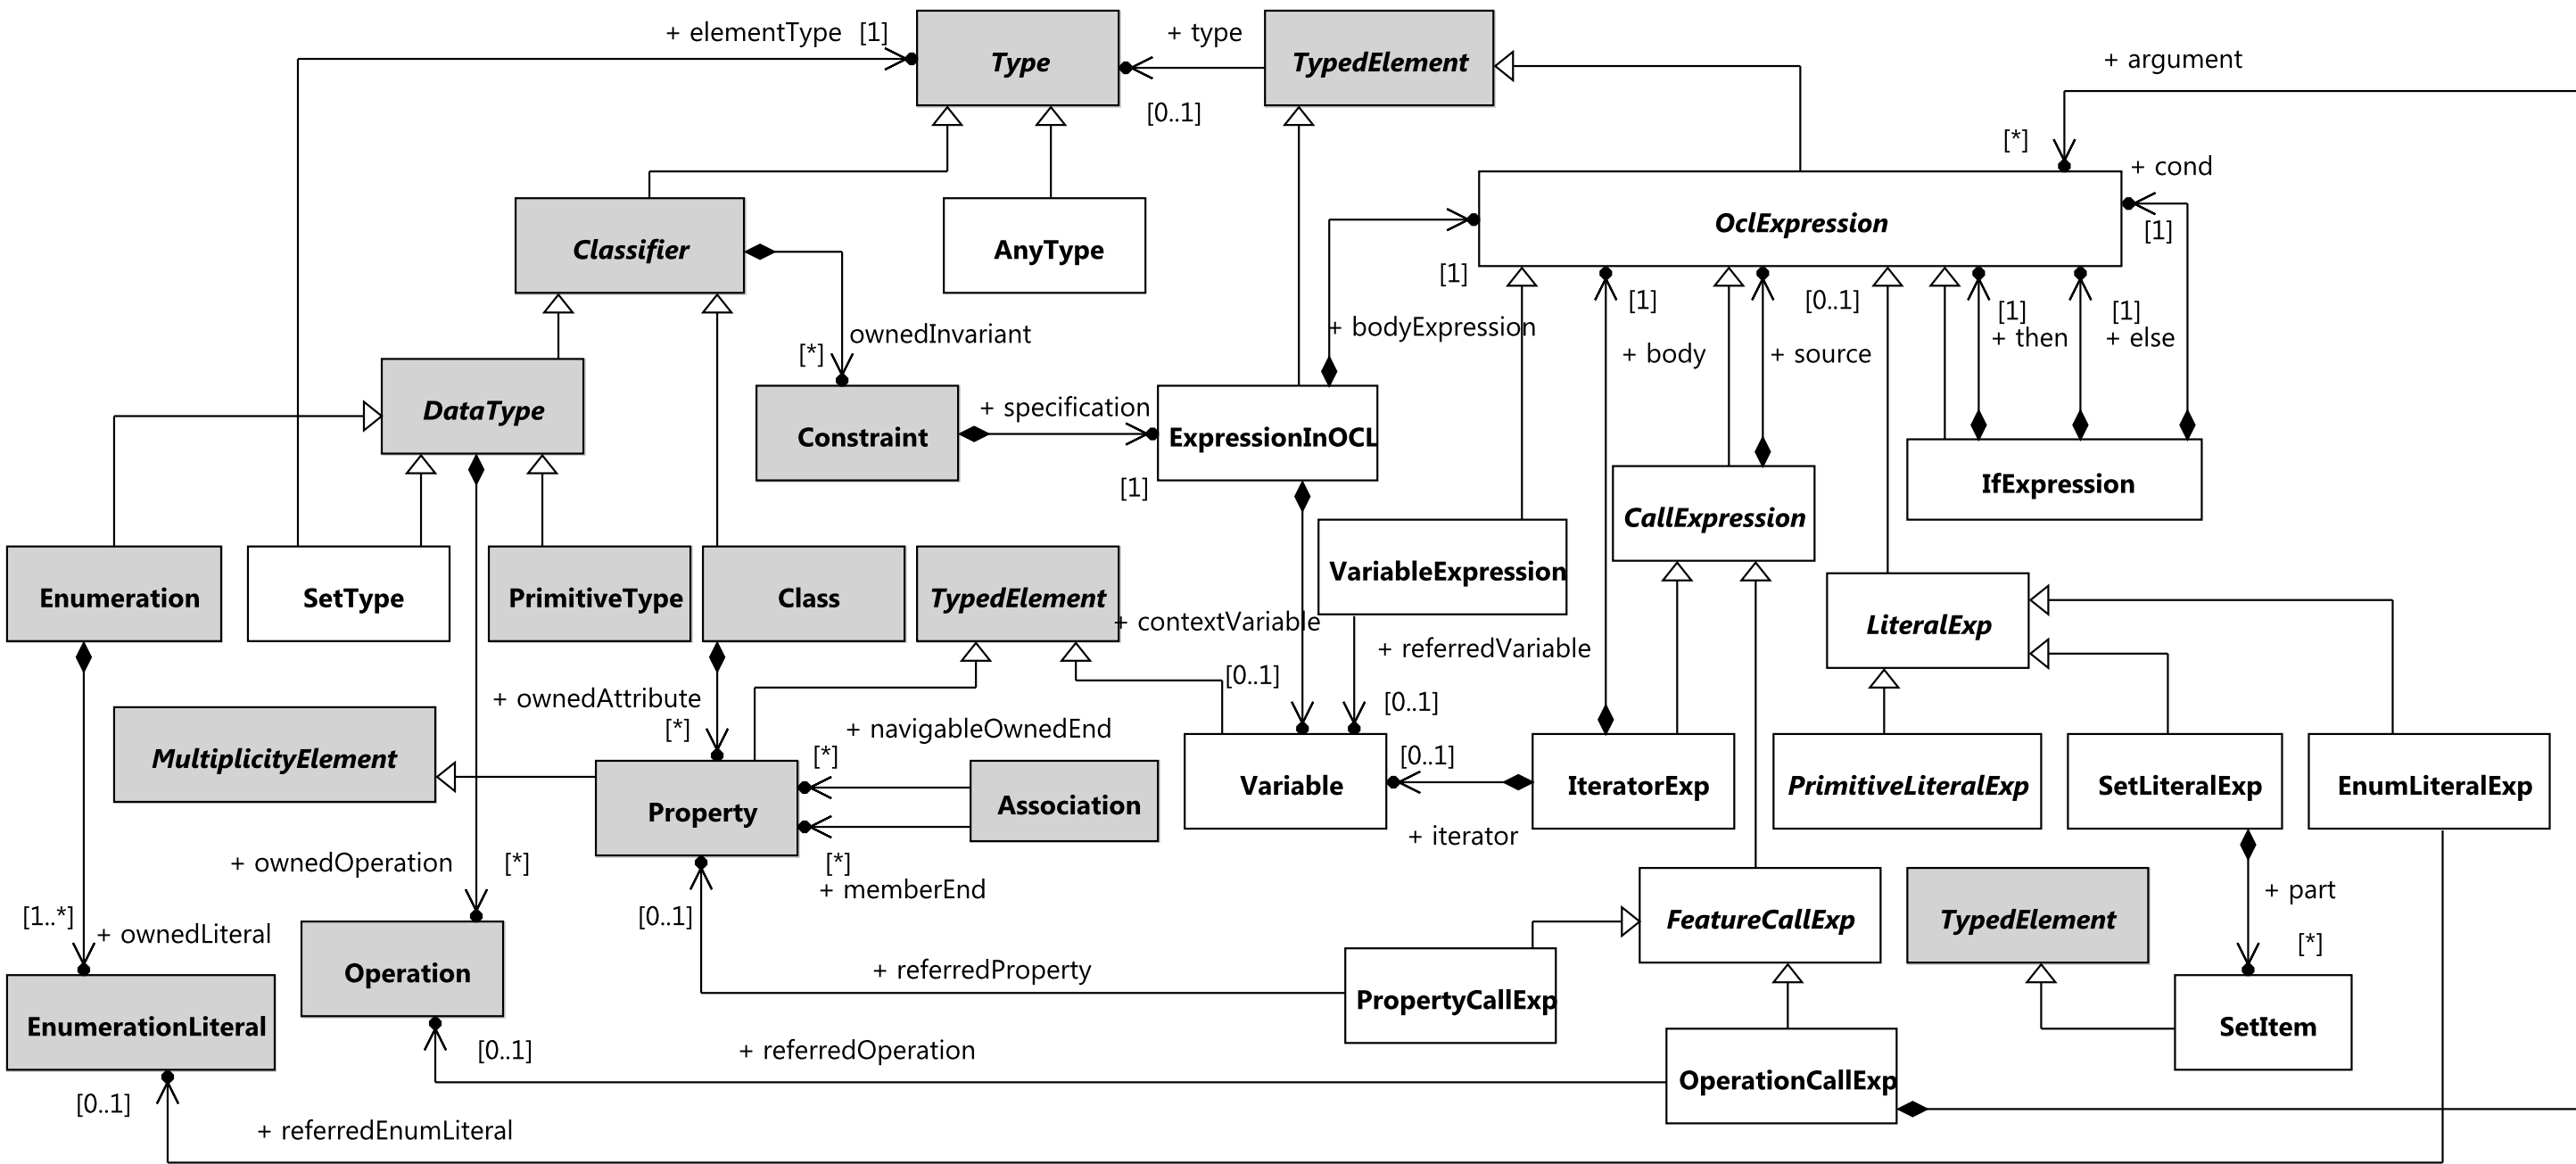 + elementType [1]
Type
+ type
[0..1]
TypedElement
+ argument
[*]
+ cond
[1]
OclExpression
Classifier
AnyType
ownedInvariant
[*]
[1]
+ bodyExpression
[1]
+ body
[0..1]
+ source
[1]
+ then
[1]
+ else
DataType
Constraint
+ specification
[1]
ExpressionInOCL
IfExpression
CallExpression
VariableExpression
Enumeration
SetType
PrimitiveType
Class
TypedElement
+ contextVariable
[0..1]
+ referredVariable
[0..1]
LiteralExp
+ ownedAttribute
[*]
+ navigableOwnedEnd
[*]
MultiplicityElement
Property
Association
Variable
[0..1]
+ iterator
IteratorExp
PrimitiveLiteralExp
SetLiteralExp
EnumLiteralExp
+ ownedOperation
[*]
[*]
+ memberEnd
[0..1]
[1..*]
+ ownedLiteral
FeatureCallExp
TypedElement
+ part
[*]
Operation
+ referredProperty
PropertyCallExp
EnumerationLiteral
SetItem
[0..1]
+ referredOperation
OperationCallExp
[0..1]
+ referredEnumLiteral